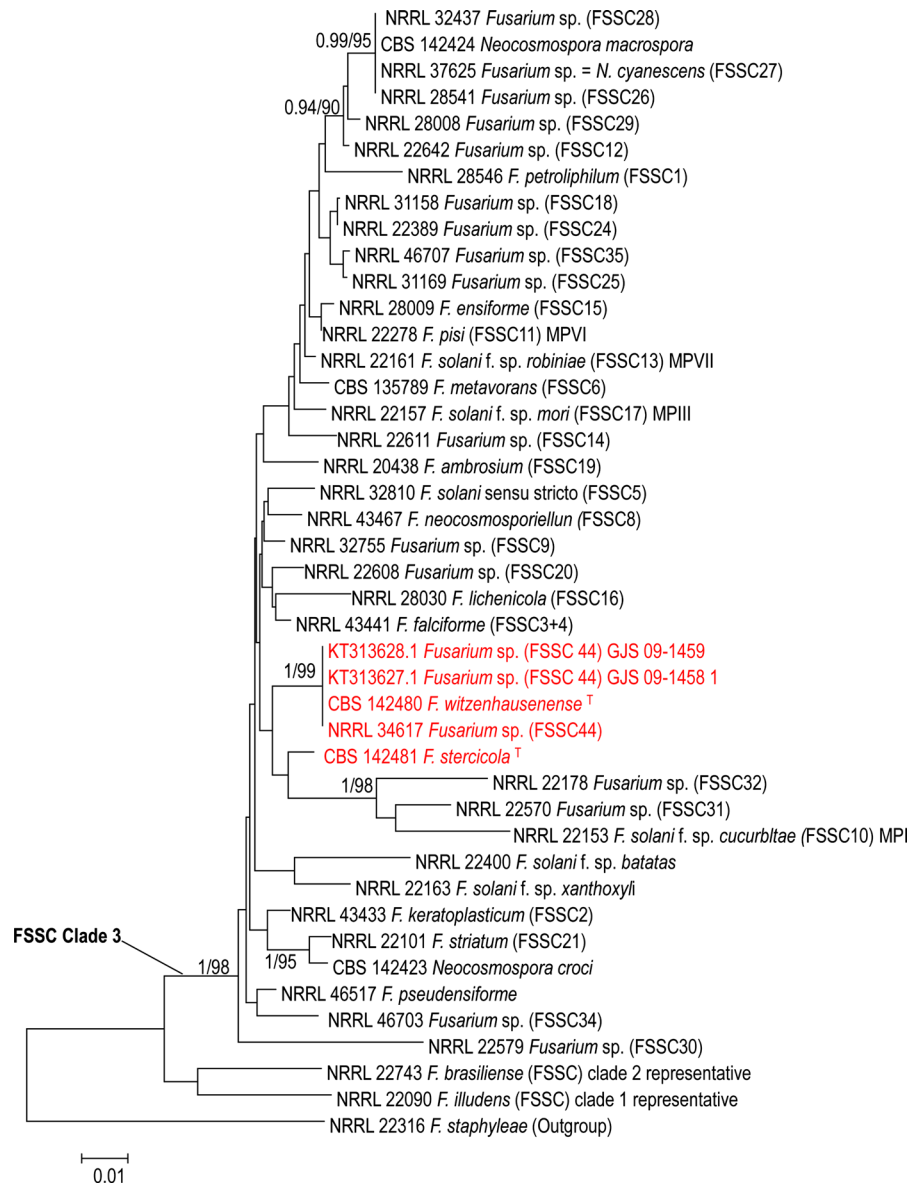 NRRL 32437 Fusarium sp. (FSSC28)
0.99/95
CBS 142424 Neocosmospora macrospora
NRRL 37625 Fusarium sp. = N. cyanescens (FSSC27)
NRRL 28541 Fusarium sp. (FSSC26)
0.94/90
NRRL 28008 Fusarium sp. (FSSC29)
NRRL 22642 Fusarium sp. (FSSC12)
NRRL 28546 F. petroliphilum (FSSC1)
NRRL 31158 Fusarium sp. (FSSC18)
NRRL 22389 Fusarium sp. (FSSC24)
NRRL 46707 Fusarium sp. (FSSC35)
NRRL 31169 Fusarium sp. (FSSC25)
NRRL 28009 F. ensiforme (FSSC15)
NRRL 22278 F. pisi (FSSC11) MPVI
NRRL 22161 F. solani f. sp. robiniae (FSSC13) MPVII
CBS 135789 F. metavorans (FSSC6)
NRRL 22157 F. solani f. sp. mori (FSSC17) MPIII
NRRL 22611 Fusarium sp. (FSSC14)
NRRL 20438 F. ambrosium (FSSC19)
NRRL 32810 F. solani sensu stricto (FSSC5)
NRRL 43467 F. neocosmosporiellun (FSSC8)
NRRL 32755 Fusarium sp. (FSSC9)
NRRL 22608 Fusarium sp. (FSSC20)
NRRL 28030 F. lichenicola (FSSC16)
NRRL 43441 F. falciforme (FSSC3+4)
KT313628.1 Fusarium sp. (FSSC 44) GJS 09-1459
1/99
KT313627.1 Fusarium sp. (FSSC 44) GJS 09-1458 1
CBS 142480 F. witzenhausenense T
NRRL 34617 Fusarium sp. (FSSC44)
CBS 142481 F. stercicola T
1/98
NRRL 22178 Fusarium sp. (FSSC32)
NRRL 22570 Fusarium sp. (FSSC31)
NRRL 22153 F. solani f. sp. cucurbltae (FSSC10) MPI
NRRL 22400 F. solani f. sp. batatas
NRRL 22163 F. solani f. sp. xanthoxyli
NRRL 43433 F. keratoplasticum (FSSC2)
FSSC Clade 3
NRRL 22101 F. striatum (FSSC21)
1/95
1/98
CBS 142423 Neocosmospora croci
NRRL 46517 F. pseudensiforme
NRRL 46703 Fusarium sp. (FSSC34)
NRRL 22579 Fusarium sp. (FSSC30)
NRRL 22743 F. brasiliense (FSSC) clade 2 representative
NRRL 22090 F. illudens (FSSC) clade 1 representative
NRRL 22316 F. staphyleae (Outgroup)
0.01